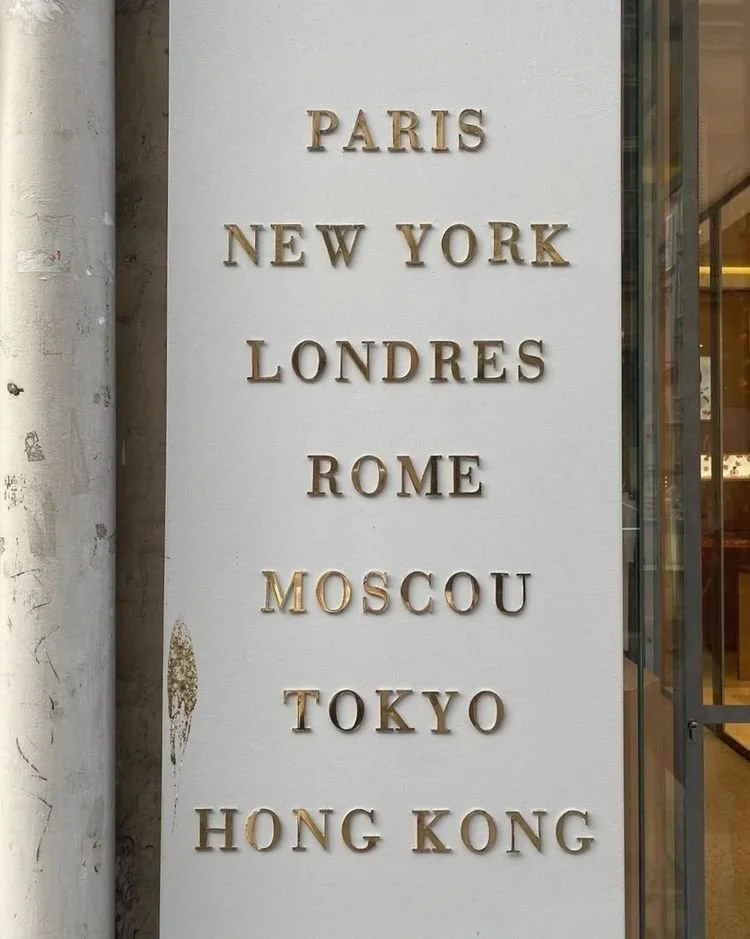 PARIS
NEW YORK
LONDRES
ROME
MOSCOU
TOKYO
HONG KONG